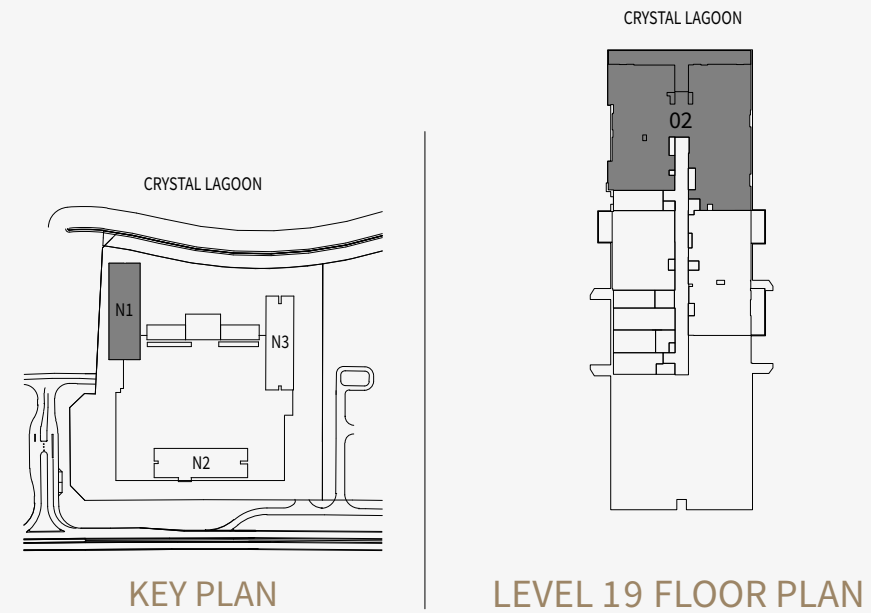 CRYSTAL LAGOON
N1
N3
N2
KEY PLAN
CRYSTAL LAGOON
02
LEVEL 19 FLOOR PLAN